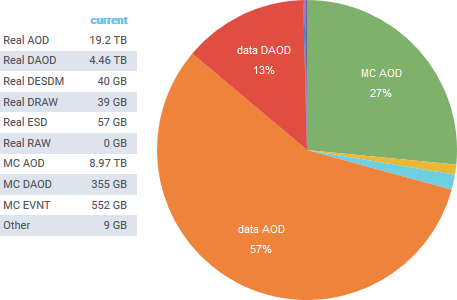 current
Real AOD 19.2 TB
Real DAOD 4.46 TB
Real DESDM 40 GB
Real DRAW 39 GB
Real ESD 57 GB
Real RAW 0 GB
MC AOD 8.97 TB
MC DAOD 355 GB
MC EVNT 552 GB
Other 9 GB
data DAOD
13%
MC AOD
27%
data AOD
57%